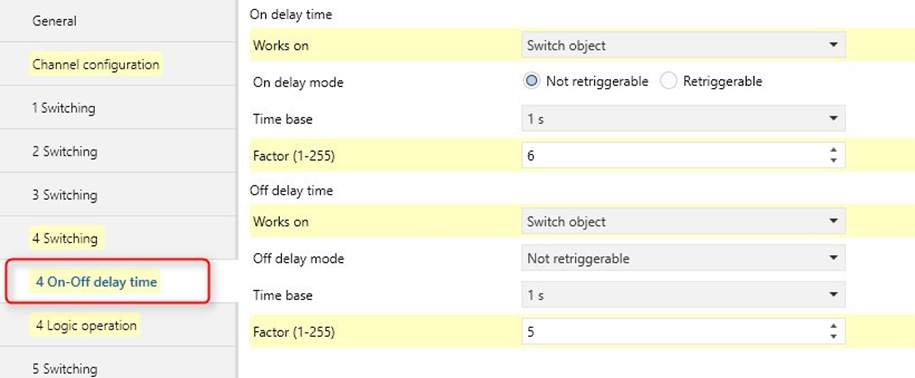 General
Channel configuration
1 Switching
2 Switching
3 Switching
4 Switching
4 On-Off delay time
4 Logic operation
5 Switching
On delay time
Works on Switch object
On delay mode Not retriggerable Retriggerable
Time base 1 s
Factor (1-255) 6
Off delay time
Works on Switch object
Off delay mode Not retriggerable
Time base 1 s
Factor (1-255) 5